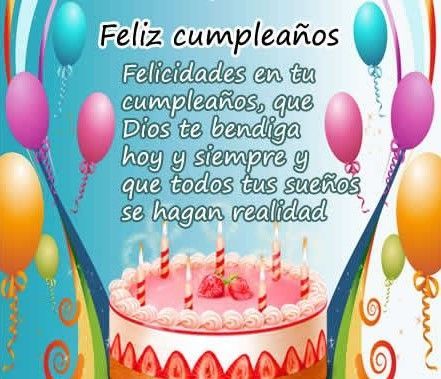 Feliz cumpleaños
Felicidades en tu
cumpleaños, que
Dios te bendiga
hoy y siempre y
que todos tus sueños
se hagan realidad